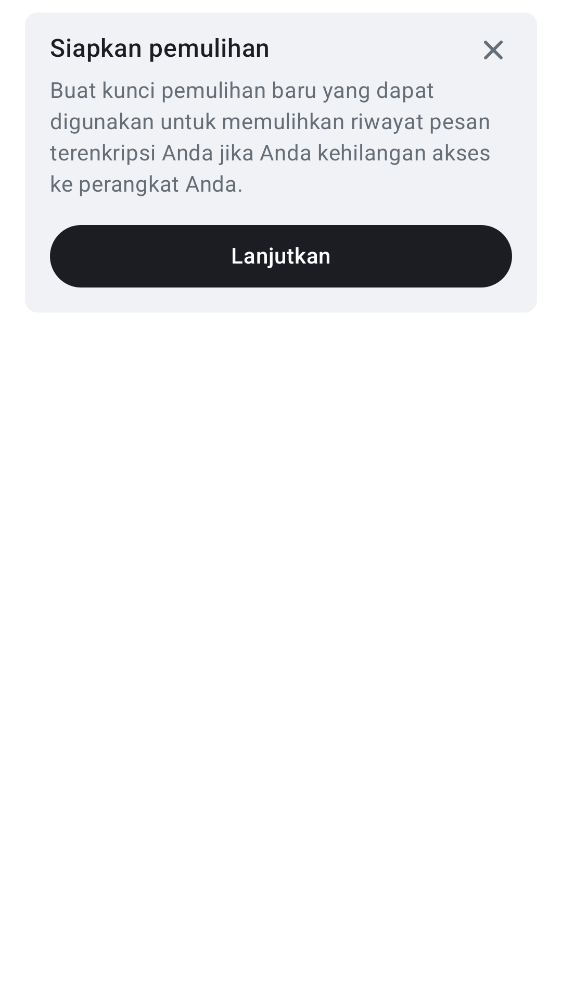 Siapkan pemulihan
Buat kunci pemulihan baru yang dapat
digunakan untuk memulihkan riwayat pesan
terenkripsi Anda jika Anda kehilangan akses
ke perangkat Anda.
Lanjutkan